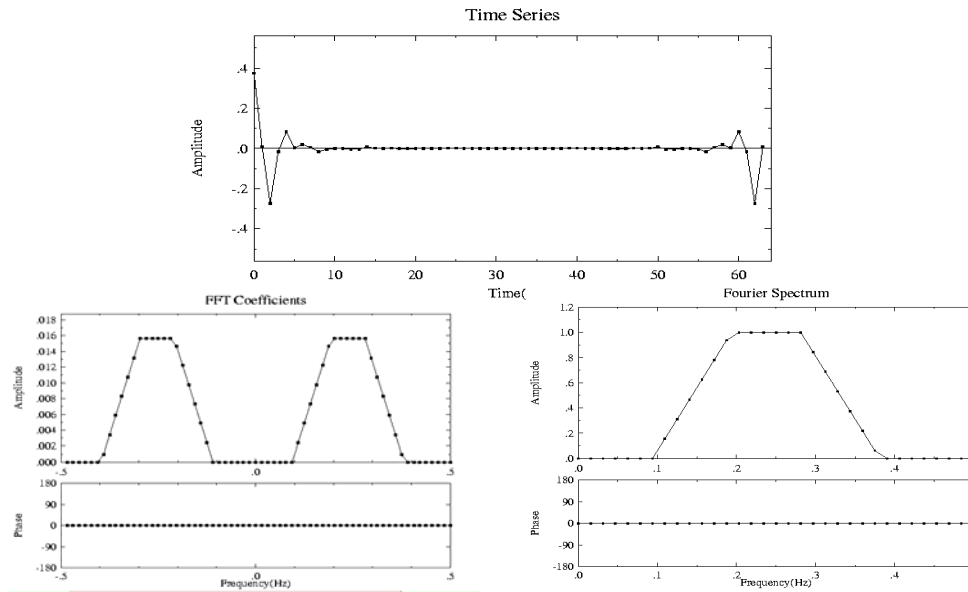 Time Series
Amplitude
.4
.2
.0
-.2
-.4
0 10 20 30 40 50 60
Time(
FFT Coefficients
Amplitude
.018
.016
.014
.012
.010
.008
.006
.004
.002
.000
-.5 .0 .5
Phase
180
90
0
-90
-180
-.5 .0 .5
Frequency(Hz)
Fourier Spectrum
Amplitude
1.2
1.0
.8
.6
.4
.2
.0
.0 .1 .2 .3 .4
Phase
180
90
0
-90
-180
.0 .1 .2 .3 .4
Frequency(Hz)